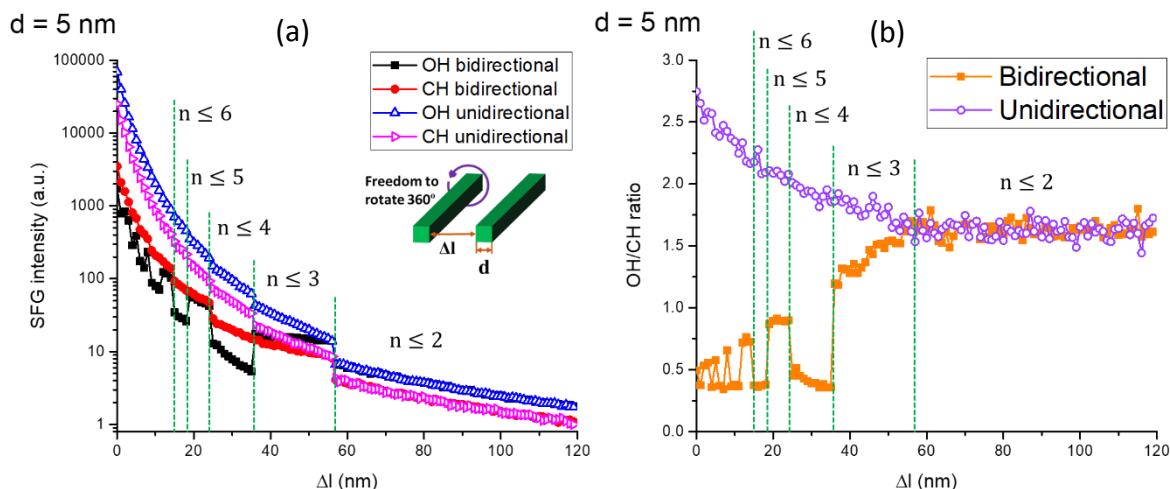 d = 5 nm
(a)
SFG intensity (a.u.)
100000
10000
1000
100
10
1
0
20
40
60
80
100
120
Δl (nm)
n ≤ 6
n ≤ 5
n ≤ 4
n ≤ 3
n ≤ 2
OH bidirectional
CH bidirectional
OH unidirectional
CH unidirectional
Freedom to
rotate 360º
Δl
d
d = 5 nm
(b)
OH/CH ratio
3.0
2.5
2.0
1.5
1.0
0.5
0.0
0
20
40
60
80
100
120
Δl (nm)
n ≤ 6
n ≤ 5
n ≤ 4
n ≤ 3
n ≤ 2
Bidirectional
Unidirectional